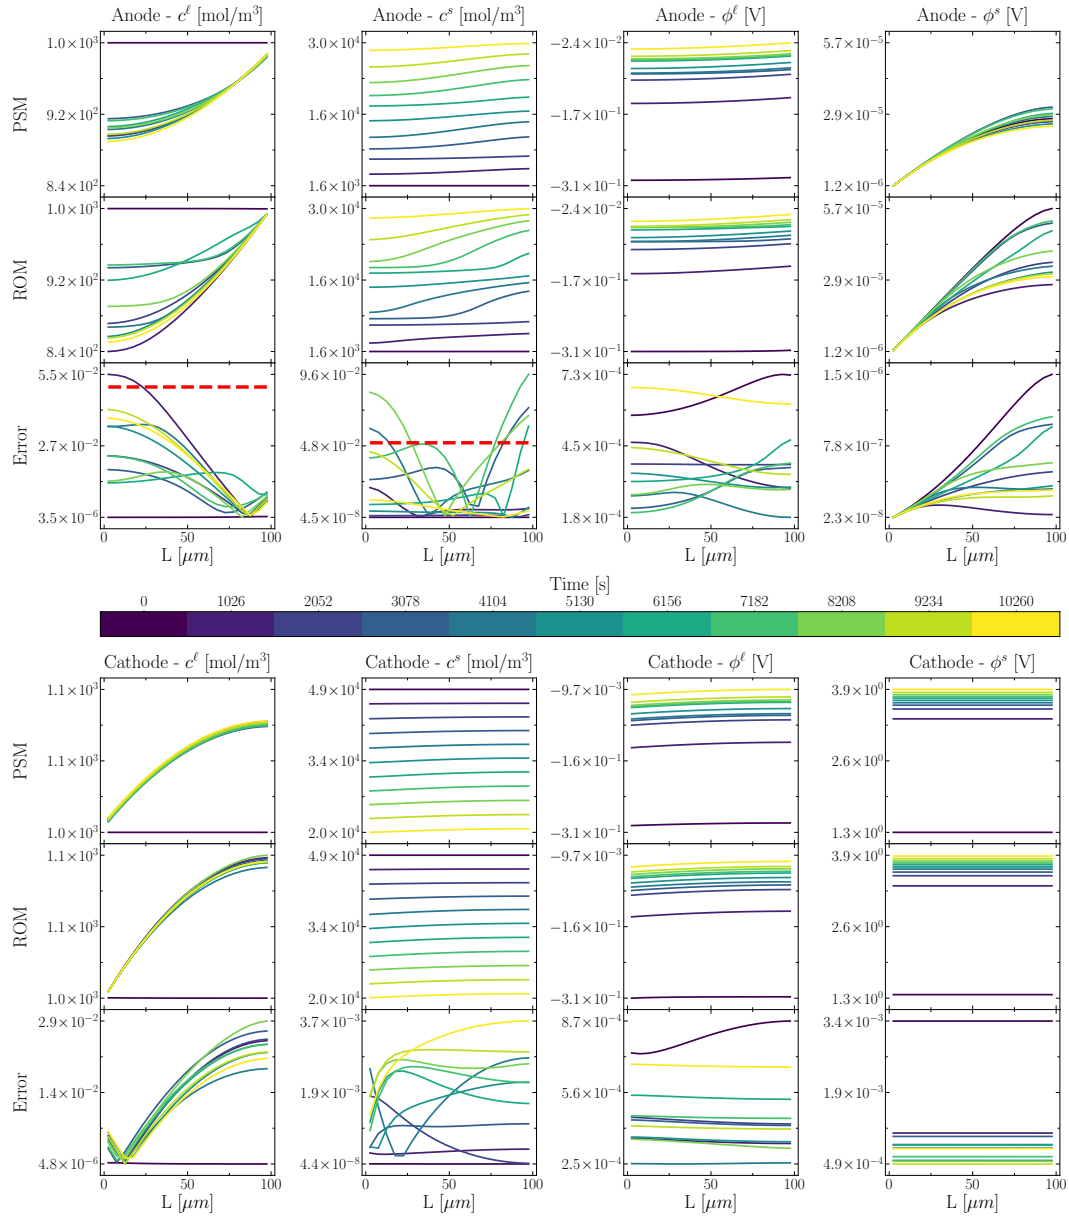 Anode - $c^{\ell}$ [mol/m$^3$] Anode - $c^{s}$ [mol/m$^3$] Anode - $\phi^{\ell}$ [V] Anode - $\phi^{s}$ [V]
PSM
1.0 × 10³ 3.0 × 10⁴ −2.4 × 10⁻² 5.7 × 10⁻⁵
9.2 × 10² 1.6 × 10⁴ −1.7 × 10⁻¹ 2.9 × 10⁻⁵
8.4 × 10² 1.6 × 10³ −3.1 × 10⁻¹ 1.2 × 10⁻⁶
ROM
1.0 × 10³ 3.0 × 10⁴ −2.4 × 10⁻² 5.7 × 10⁻⁵
9.2 × 10² 1.6 × 10⁴ −1.7 × 10⁻¹ 2.9 × 10⁻⁵
8.4 × 10² 1.6 × 10³ −3.1 × 10⁻¹ 1.2 × 10⁻⁶
Error
5.5 × 10⁻² 9.6 × 10⁻² 7.3 × 10⁻⁴ 1.5 × 10⁻⁶
2.7 × 10⁻² 4.8 × 10⁻² 4.5 × 10⁻⁴ 7.8 × 10⁻⁷
3.5 × 10⁻⁶ 4.5 × 10⁻⁸ 1.8 × 10⁻⁴ 2.3 × 10⁻⁸
0 50 100 0 50 100 0 50 100 0 50 100
L [μm] L [μm] L [μm] L [μm]
Time [s]
0 1026 2052 3078 4104 5130 6156 7182 8208 9234 10260
Cathode - $c^{\ell}$ [mol/m$^3$] Cathode - $c^{s}$ [mol/m$^3$] Cathode - $\phi^{\ell}$ [V] Cathode - $\phi^{s}$ [V]
PSM
1.1 × 10³ 4.9 × 10⁴ −9.7 × 10⁻³ 3.9 × 10⁰
1.1 × 10³ 3.4 × 10⁴ −1.6 × 10⁻¹ 2.6 × 10⁰
1.0 × 10³ 2.0 × 10⁴ −3.1 × 10⁻¹ 1.3 × 10⁰
ROM
1.1 × 10³ 4.9 × 10⁴ −9.7 × 10⁻³ 3.9 × 10⁰
1.1 × 10³ 3.4 × 10⁴ −1.6 × 10⁻¹ 2.6 × 10⁰
1.0 × 10³ 2.0 × 10⁴ −3.1 × 10⁻¹ 1.3 × 10⁰
Error
2.9 × 10⁻² 3.7 × 10⁻³ 8.7 × 10⁻⁴ 3.4 × 10⁻³
1.4 × 10⁻² 1.9 × 10⁻³ 5.6 × 10⁻⁴ 1.9 × 10⁻³
4.8 × 10⁻⁶ 4.4 × 10⁻⁸ 2.5 × 10⁻⁴ 4.9 × 10⁻⁴
0 50 100 0 50 100 0 50 100 0 50 100
L [μm] L [μm] L [μm] L [μm]